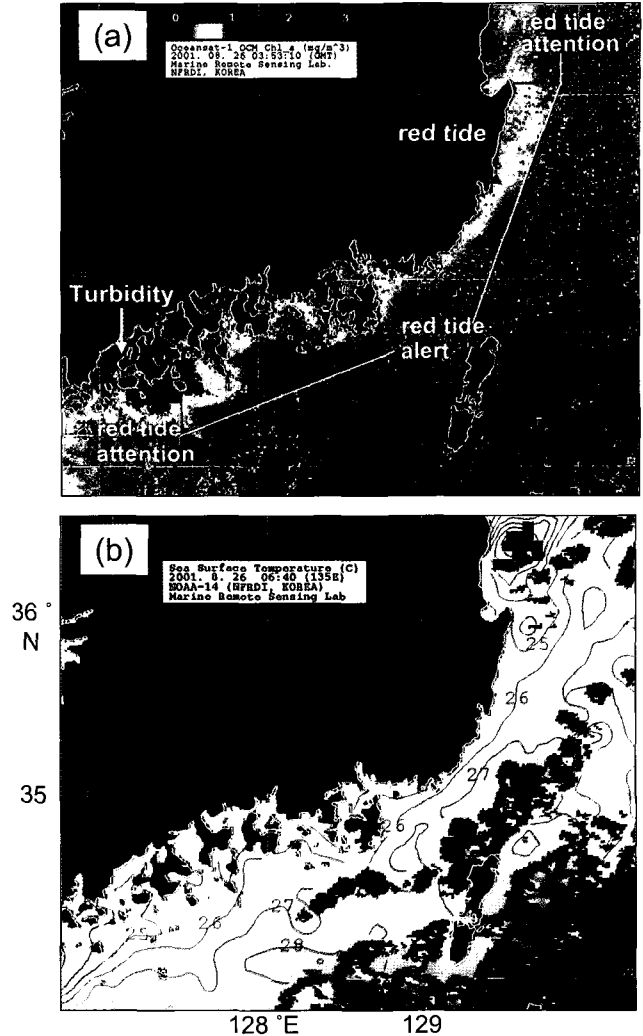 (a)
0 1 2 3
Oceansat-1 OCM Chl_a (mg/m^3)
2001. 08. 26 03:53:10 (GMT)
Marine Remote Sensing Lab.
NFRDI, KOREA
red tide
attention
red tide
Turbidity
red tide
alert
red tide
attention
(b)
Sea Surface Temperature (C)
2001. 8. 26 06:40 (135E)
NOAA-14 (NFRDI, KOREA)
Marine Remote Sensing Lab
36 °
N
25
26
27
35
26
27
26
25
28
128 °E 129